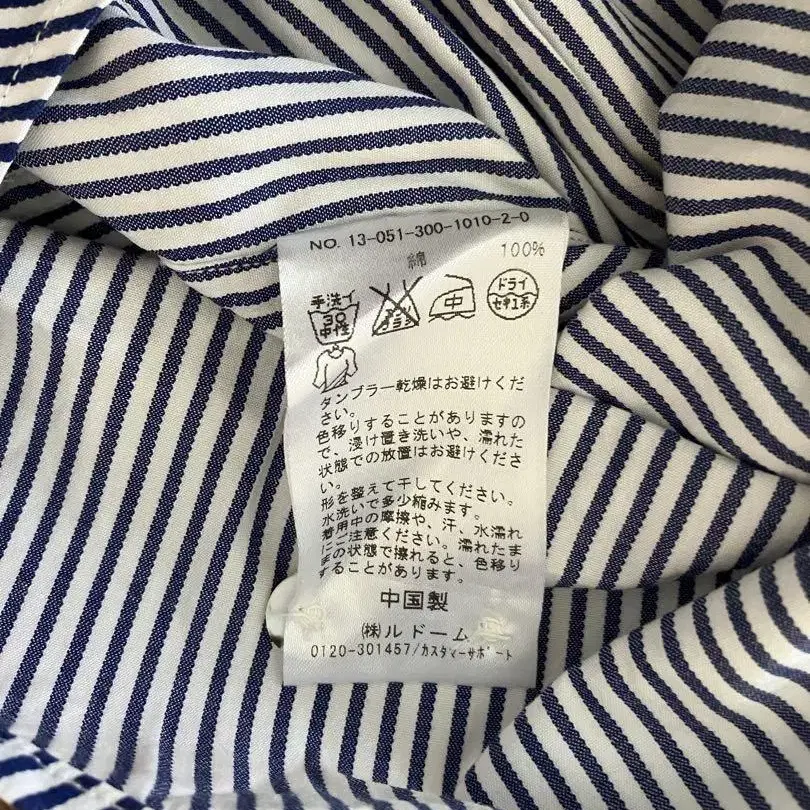 NO. 13-051-300-1010-2-0
綿 100%
手洗イ
30
中性
エンソ
サラシ
中
ドライ
セキユ系
タンブラー乾燥はお避けくだ
さい。
色移りすることがありますの
で、浸け置き洗いや、濡れた
状態での放置はお避けくださ
い。
形を整えて干してください。
水洗いで多少縮みます。
着用中の摩擦や、汗、水濡れ
にご注意ください。濡れたま
まの状態で擦れると、色移り
することがあります。
中国製
㈱ルドーム
0120-301457/カスタマーサポート